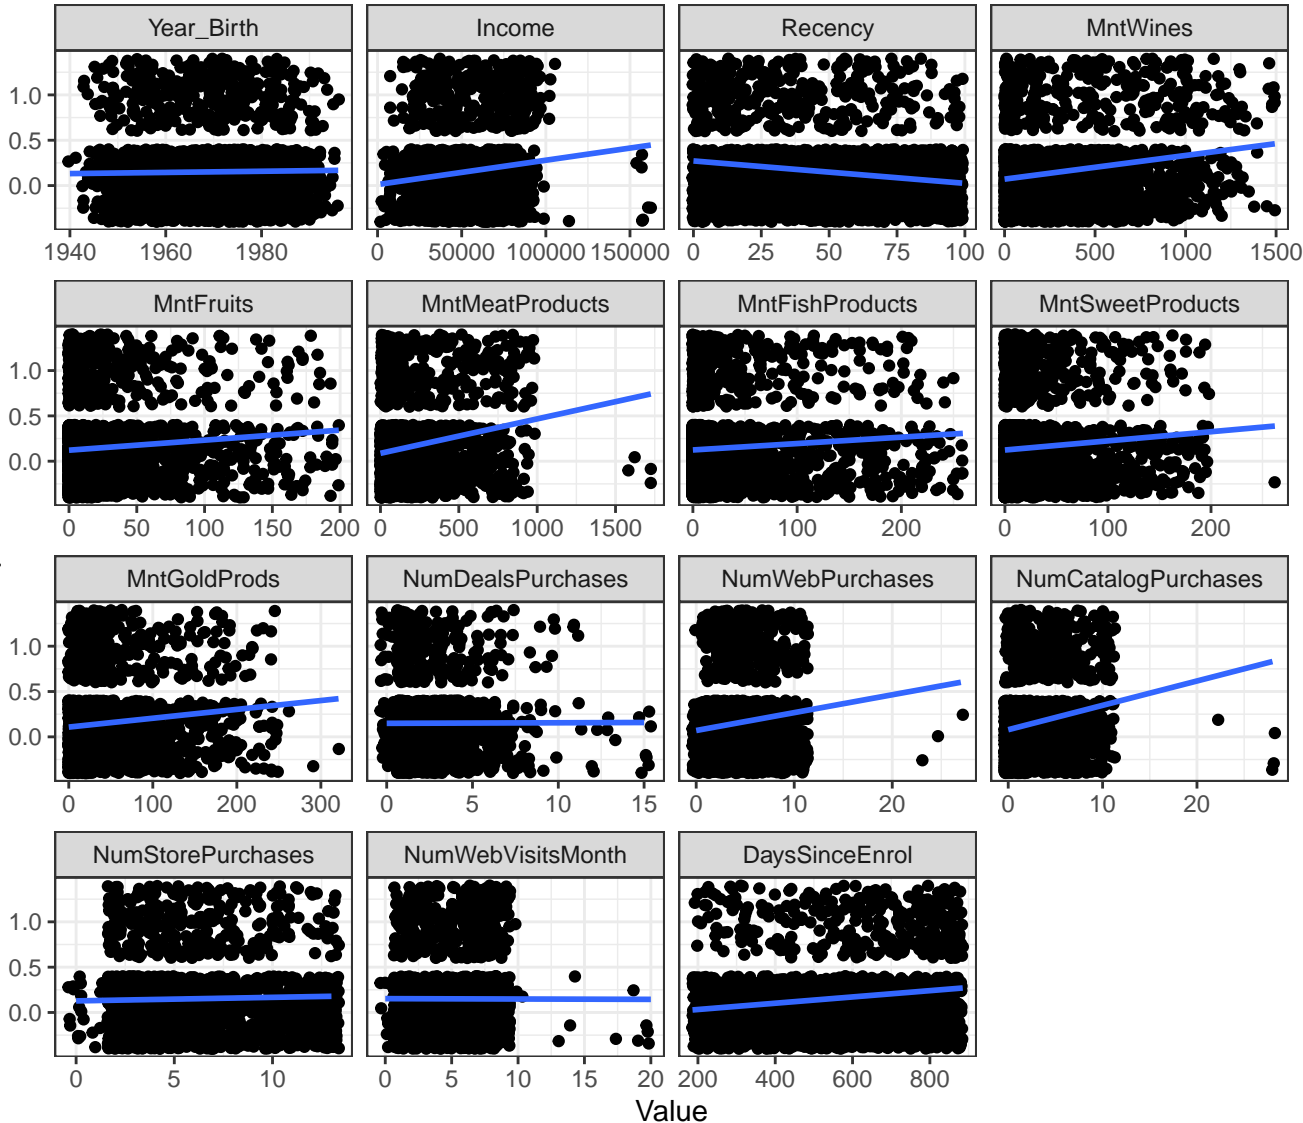 Year_Birth Income Recency MntWines
1.0
0.5
0.0
1940 1960 1980 0 50000 100000 150000 0 25 50 75 100 0 500 1000 1500
MntFruits MntMeatProducts MntFishProducts MntSweetProducts
1.0
0.5
0.0
0 50 100 150 200 0 500 1000 1500 0 100 200 0 100 200
MntGoldProds NumDealsPurchases NumWebPurchases NumCatalogPurchases
1.0
0.5
0.0
0 100 200 300 0 5 10 15 0 10 20 0 10 20
NumStorePurchases NumWebVisitsMonth DaysSinceEnrol
1.0
0.5
0.0
0 5 10 0 5 10 15 20 200 400 600 800
Value